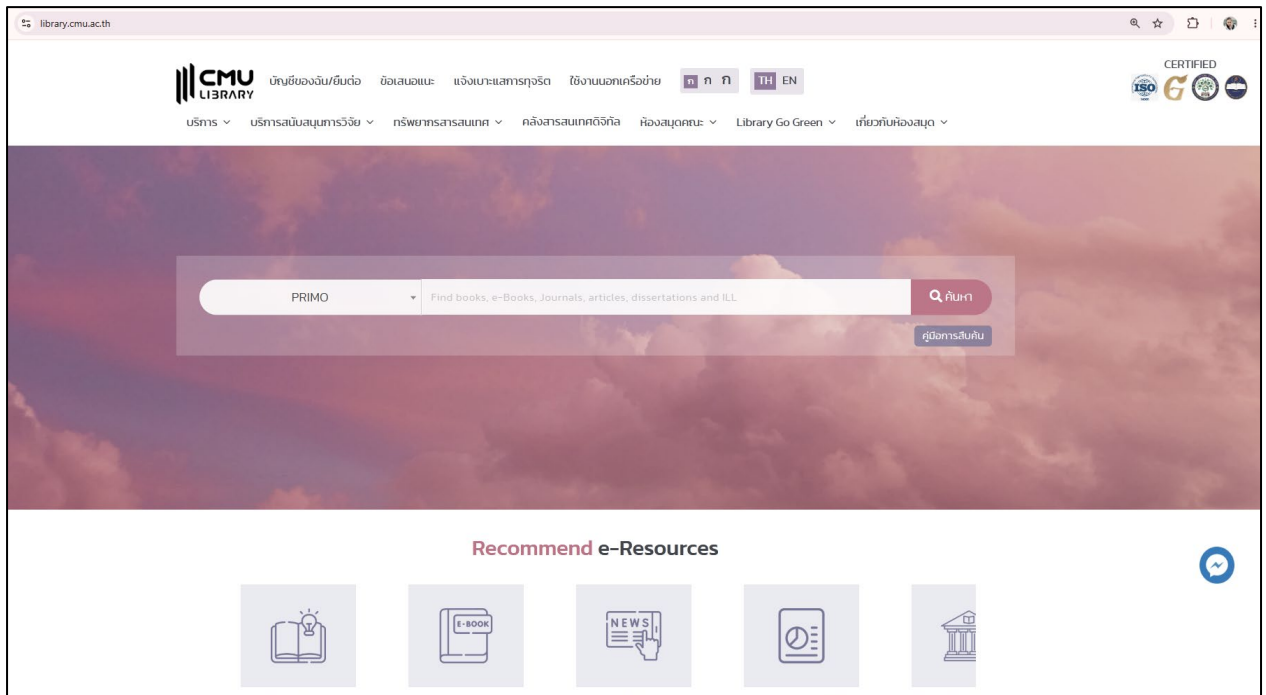 library.cmu.ac.th
CERTIFIED
CMU LIBRARY
บัญชีของฉัน/ยืมต่อ ข้อเสนอแนะ แจ้งเบาะแสการทุจริต ใช้งานนอกเครือข่าย ก ก ก TH EN
ISO G
บริการ บริการสนับสนุนการวิจัย ทรัพยากรสารสนเทศ คลังสารสนเทศดิจิทัล ห้องสมุดคณะ Library Go Green เกี่ยวกับห้องสมุด
PRIMO Find books, e-Books, Journals, articles, dissertations and ILL ค้นหา
คู่มือการสืบค้น
Recommend e-Resources
E-BOOK NEWS